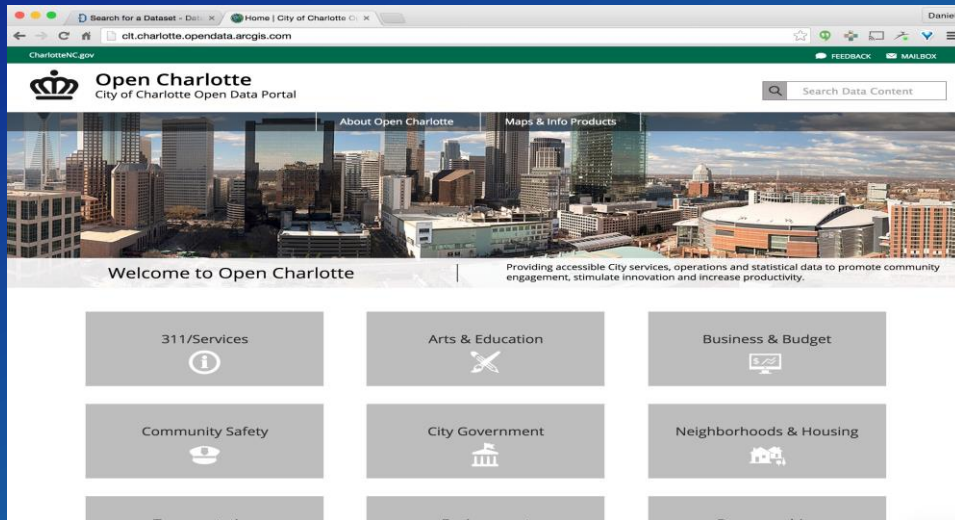 Search for a Dataset - Dat
Home | City of Charlotte O
Daniel
clt.charlotte.opendata.arcgis.com
CharlotteNC.gov
FEEDBACK
MAILBOX
Open Charlotte
City of Charlotte Open Data Portal
Search Data Content
About Open Charlotte
Maps & Info Products
Welcome to Open Charlotte
Providing accessible City services, operations and statistical data to promote community
engagement, stimulate innovation and increase productivity.
311/Services
Arts & Education
Business & Budget
Community Safety
City Government
Neighborhoods & Housing